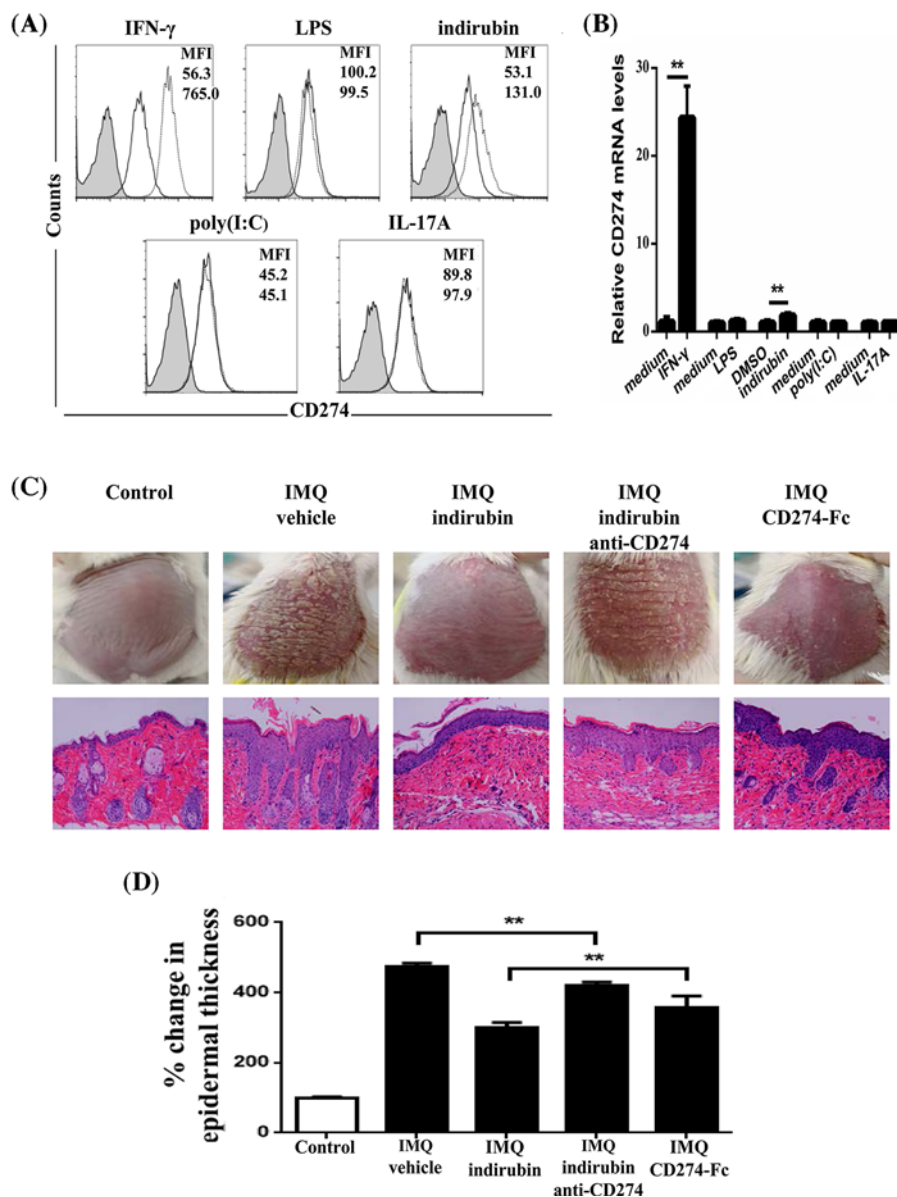 (A)
IFN-γ
MFI
56.3
765.0
LPS
MFI
100.2
99.5
indirubin
MFI
53.1
131.0
Counts
poly(I:C)
MFI
45.2
45.1
IL-17A
MFI
89.8
97.9
CD274
(B)
Relative CD274 mRNA levels
30
20
10
0
**
**
medium
IFN-γ
medium
LPS
DMSO
indirubin
medium
poly(I:C)
medium
IL-17A
(C)
Control
IMQ
vehicle
IMQ
indirubin
IMQ
indirubin
anti-CD274
IMQ
CD274-Fc
(D)
% change in
epidermal thickness
600
400
200
0
**
**
Control
IMQ
vehicle
IMQ
indirubin
IMQ
indirubin
anti-CD274
IMQ
CD274-Fc